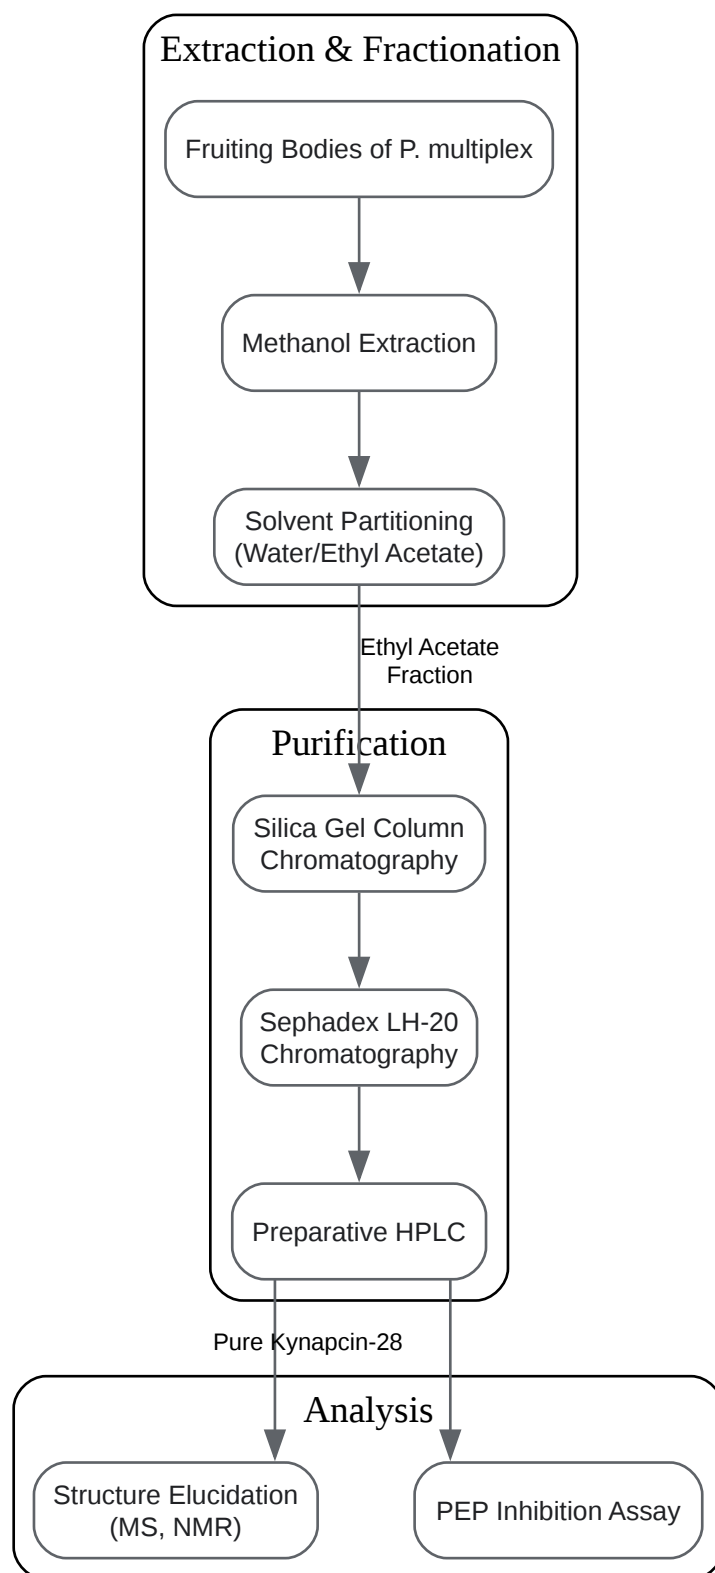 Extraction & Fractionation
Fruiting Bodies of P. multiplex
Methanol Extraction
Solvent Partitioning
(Water/Ethyl Acetate)
Ethyl Acetate
Fraction
Purification
Silica Gel Column
Chromatography
Sephadex LH-20
Chromatography
Preparative HPLC
Pure Kynapcin-28
Analysis
Structure Elucidation
(MS, NMR)
PEP Inhibition Assay